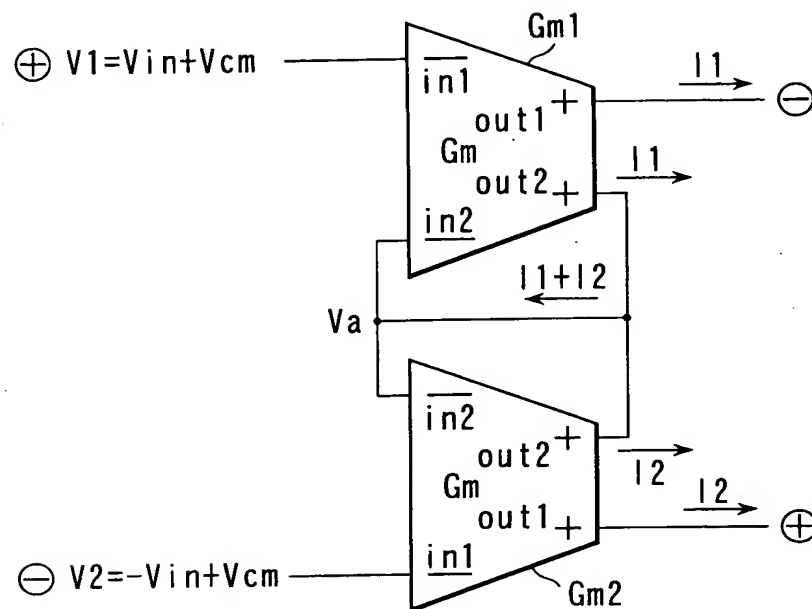 Gm1
⊕ V1=Vin+Vcm
in1
I1
⊖
out1 +
Gm
I1
out2 +
in2
I1+I2
Va
in2
out2 +
I2
Gm
I2
out1 +
⊕
in1
⊖ V2=-Vin+Vcm
Gm2